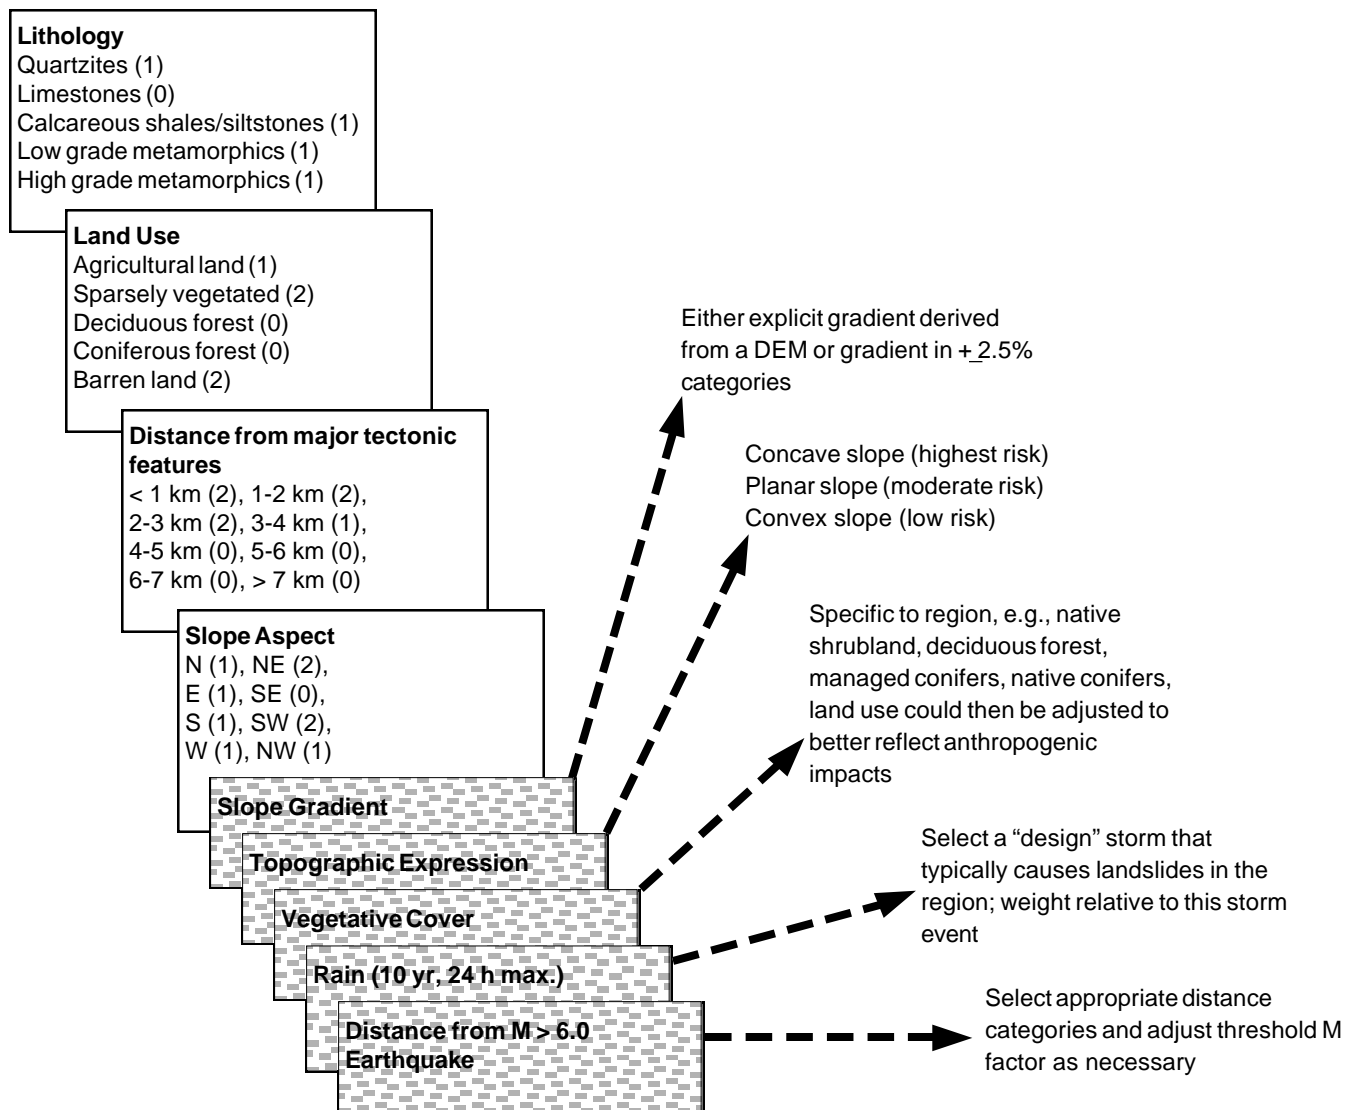 Lithology
Quartzites (1)
Limestones (0)
Calcareous shales/siltstones (1)
Low grade metamorphics (1)
High grade metamorphics (1)
Land Use
Agricultural land (1)
Sparsely vegetated (2)
Deciduous forest (0)
Coniferous forest (0)
Barren land (2)
Distance from major tectonic
features
< 1 km (2), 1-2 km (2),
2-3 km (2), 3-4 km (1),
4-5 km (0), 5-6 km (0),
6-7 km (0), > 7 km (0)
Slope Aspect
N (1), NE (2),
E (1), SE (0),
S (1), SW (2),
W (1), NW (1)
Slope Gradient
Topographic Expression
Vegetative Cover
Rain (10 yr, 24 h max.)
Distance from M > 6.0
Earthquake
Either explicit gradient derived
from a DEM or gradient in +_2.5%
categories
Concave slope (highest risk)
Planar slope (moderate risk)
Convex slope (low risk)
Specific to region, e.g., native
shrubland, deciduous forest,
managed conifers, native conifers,
land use could then be adjusted to
better reflect anthropogenic
impacts
Select a “design” storm that
typically causes landslides in the
region; weight relative to this storm
event
Select appropriate distance
categories and adjust threshold M
factor as necessary